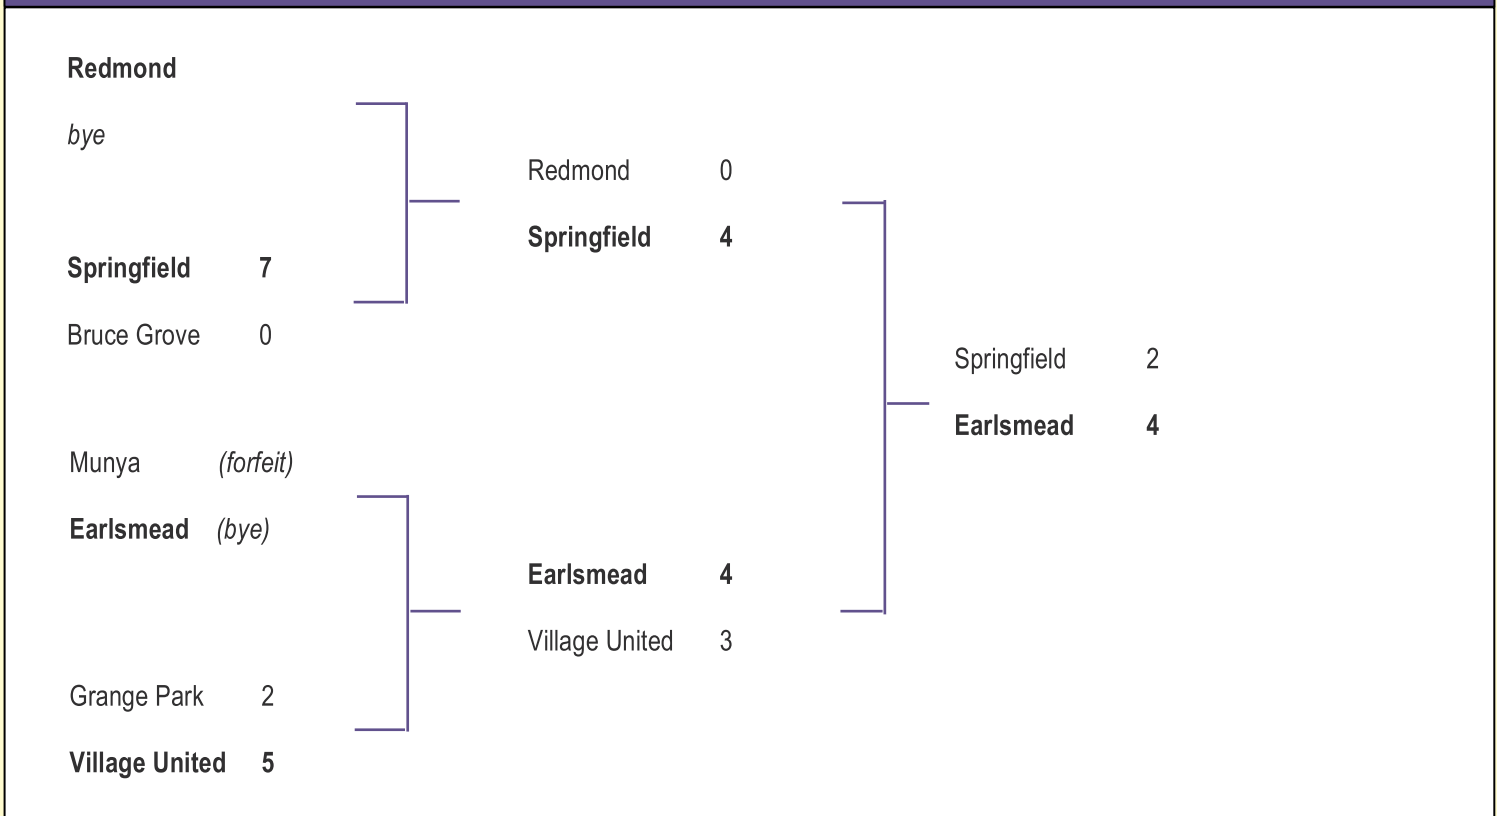 Redmond
bye
Springfield 7
Bruce Grove 0
Munya (forfeit)
Earlsmead (bye)
Grange Park 2
Village United 5
Redmond 0
Springfield 4
Earlsmead 4
Village United 3
Springfield 2
Earlsmead 4